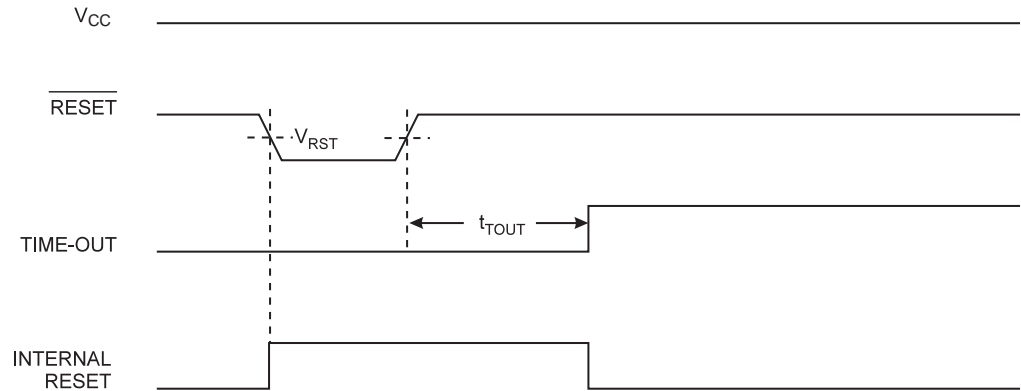 VCC
RESET
VRST
tTOUT
TIME-OUT
INTERNAL
RESET